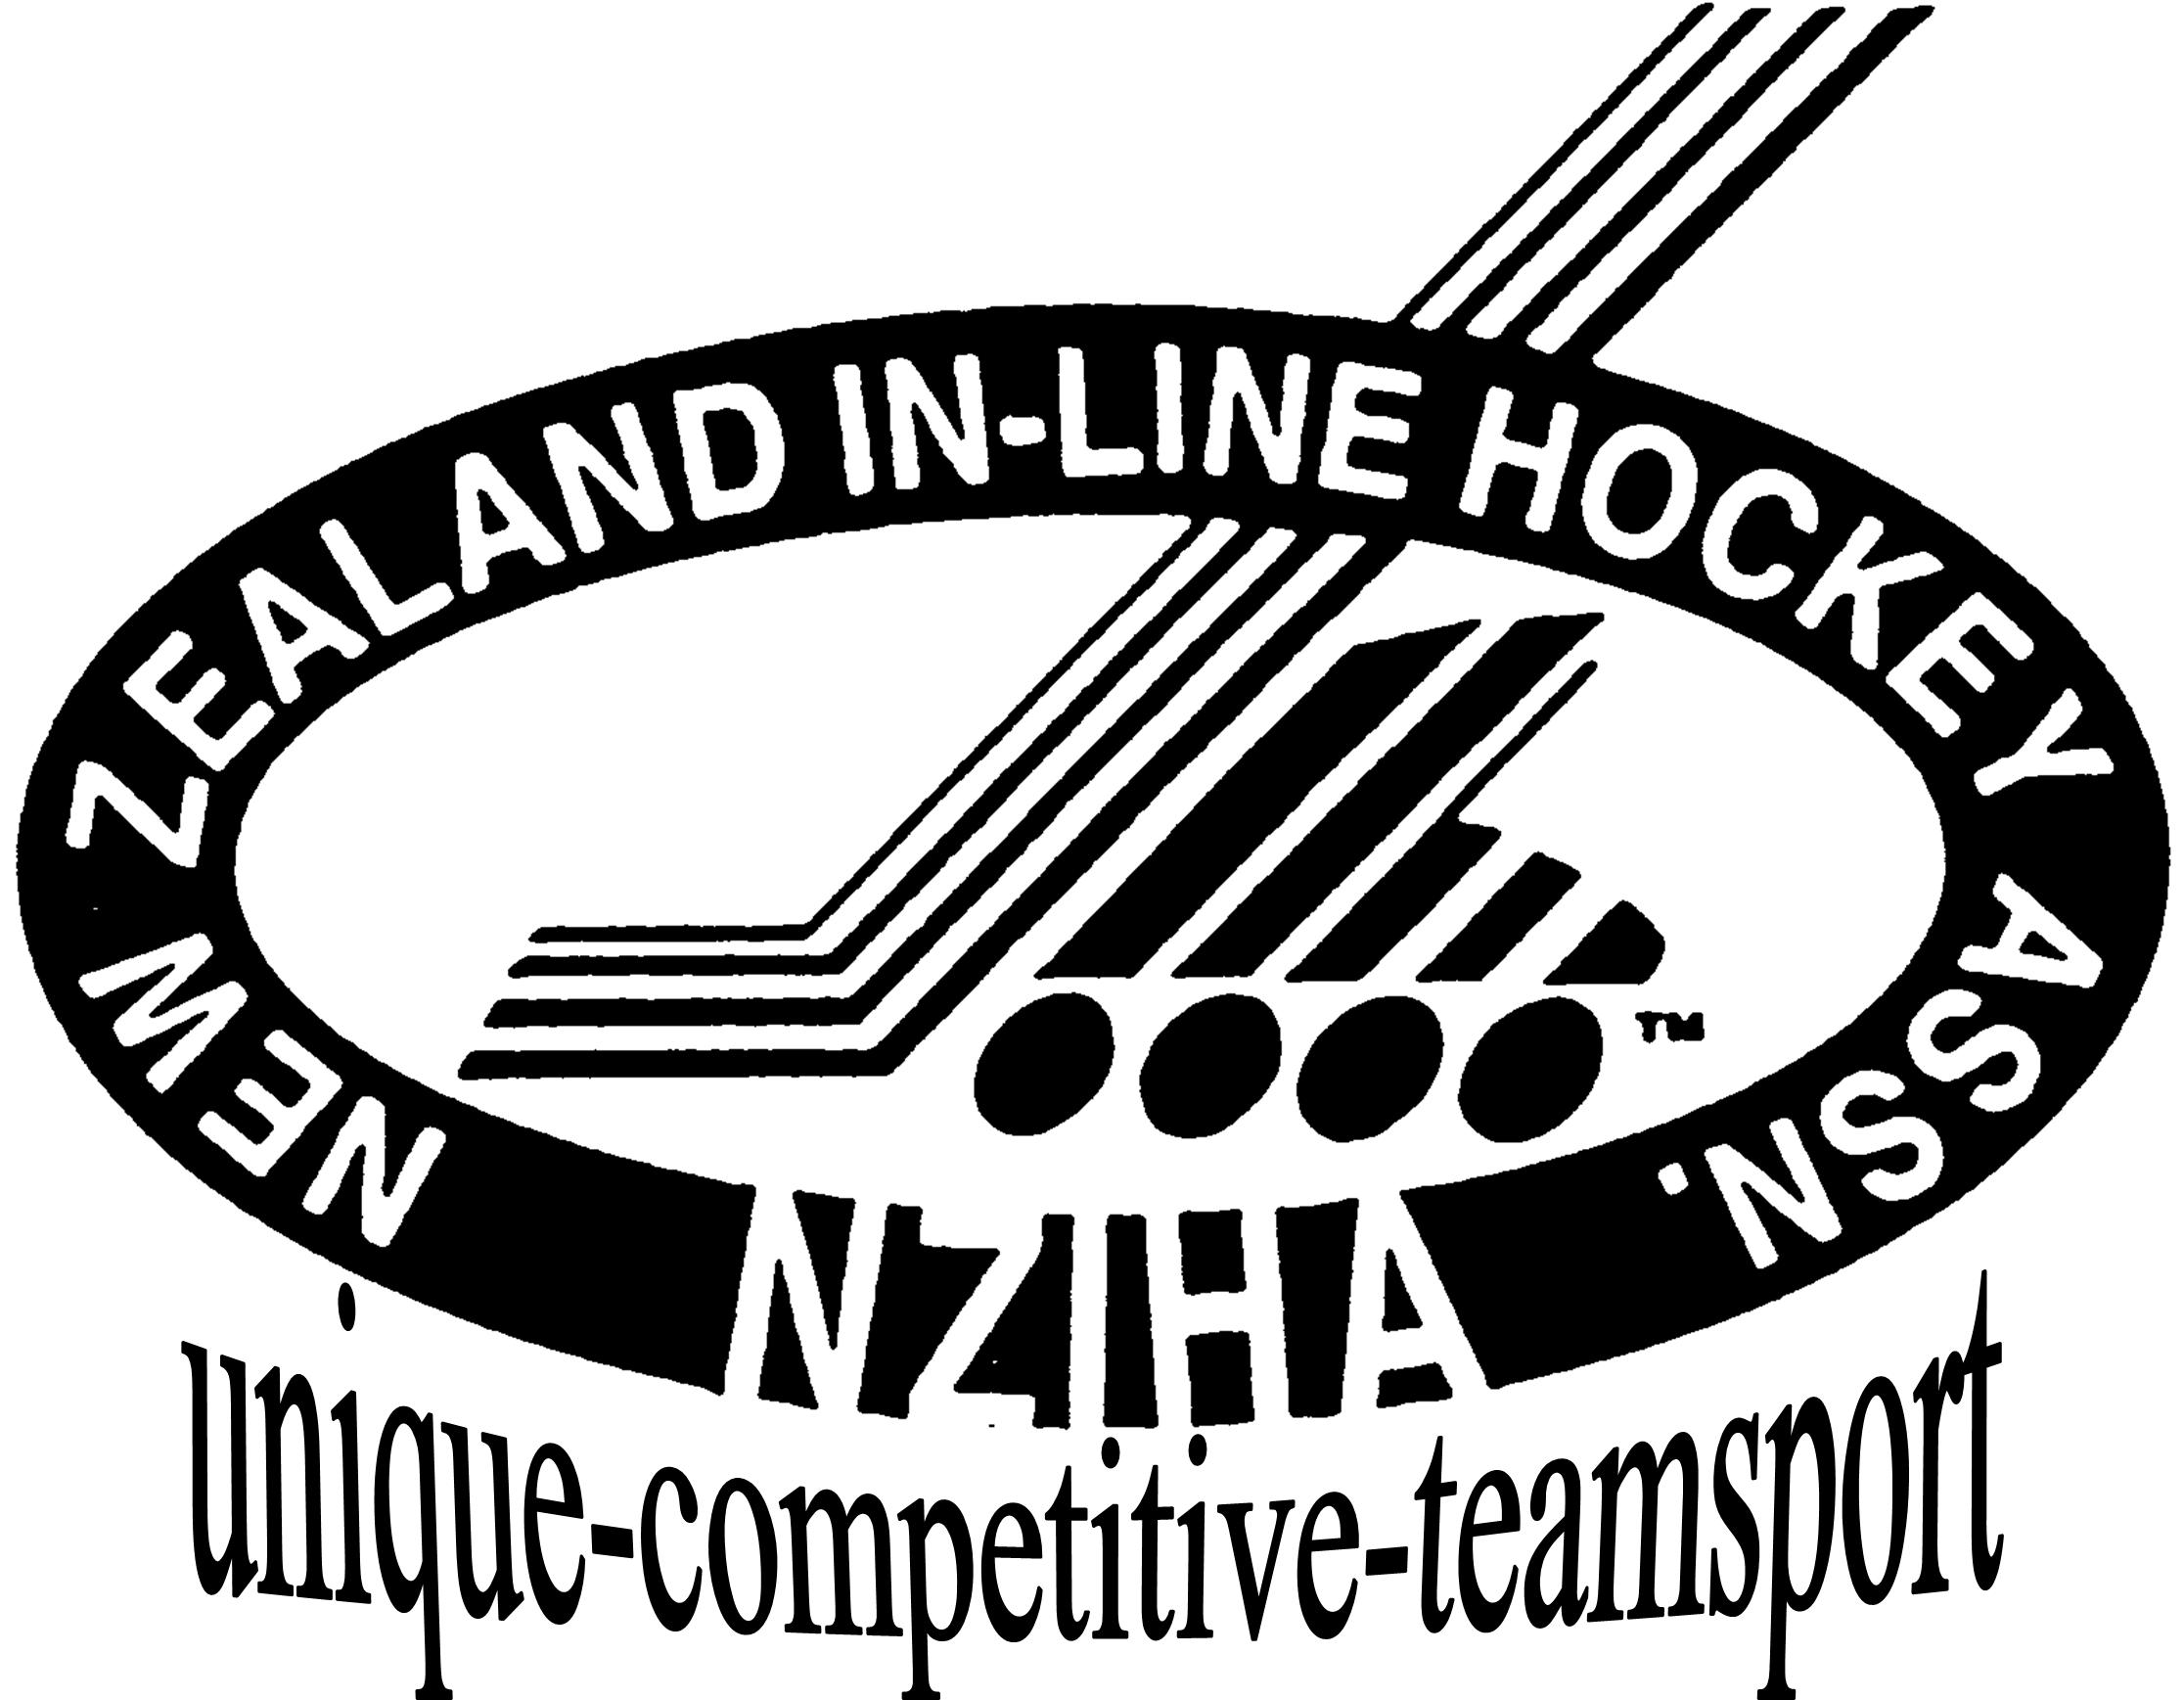 NEW ZEALAND IN-LINE HOCKEY ASSN.
TM
NZIHA
unique-competitive-teamsport